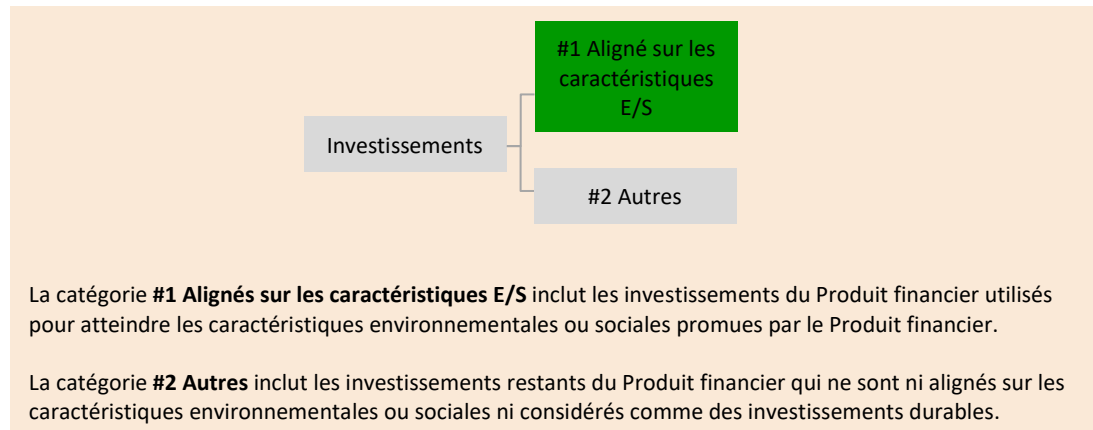 #1 Aligné sur les
caractéristiques
E/S
Investissements
#2 Autres
La catégorie #1 Alignés sur les caractéristiques E/S inclut les investissements du Produit financier utilisés
pour atteindre les caractéristiques environnementales ou sociales promues par le Produit financier.
La catégorie #2 Autres inclut les investissements restants du Produit financier qui ne sont ni alignés sur les
caractéristiques environnementales ou sociales ni considérés comme des investissements durables.